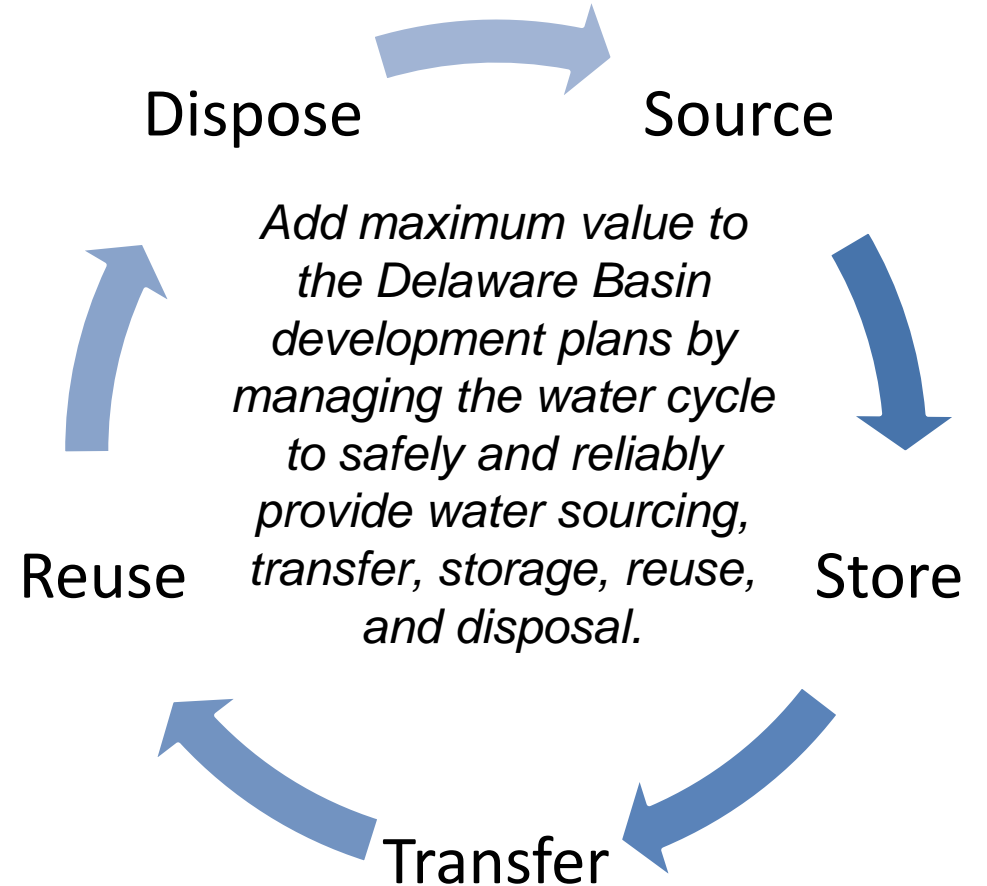 Dispose
Source
Add maximum value to
the Delaware Basin
development plans by
managing the water cycle
to safely and reliably
provide water sourcing,
transfer, storage, reuse,
and disposal.
Reuse
Store
Transfer